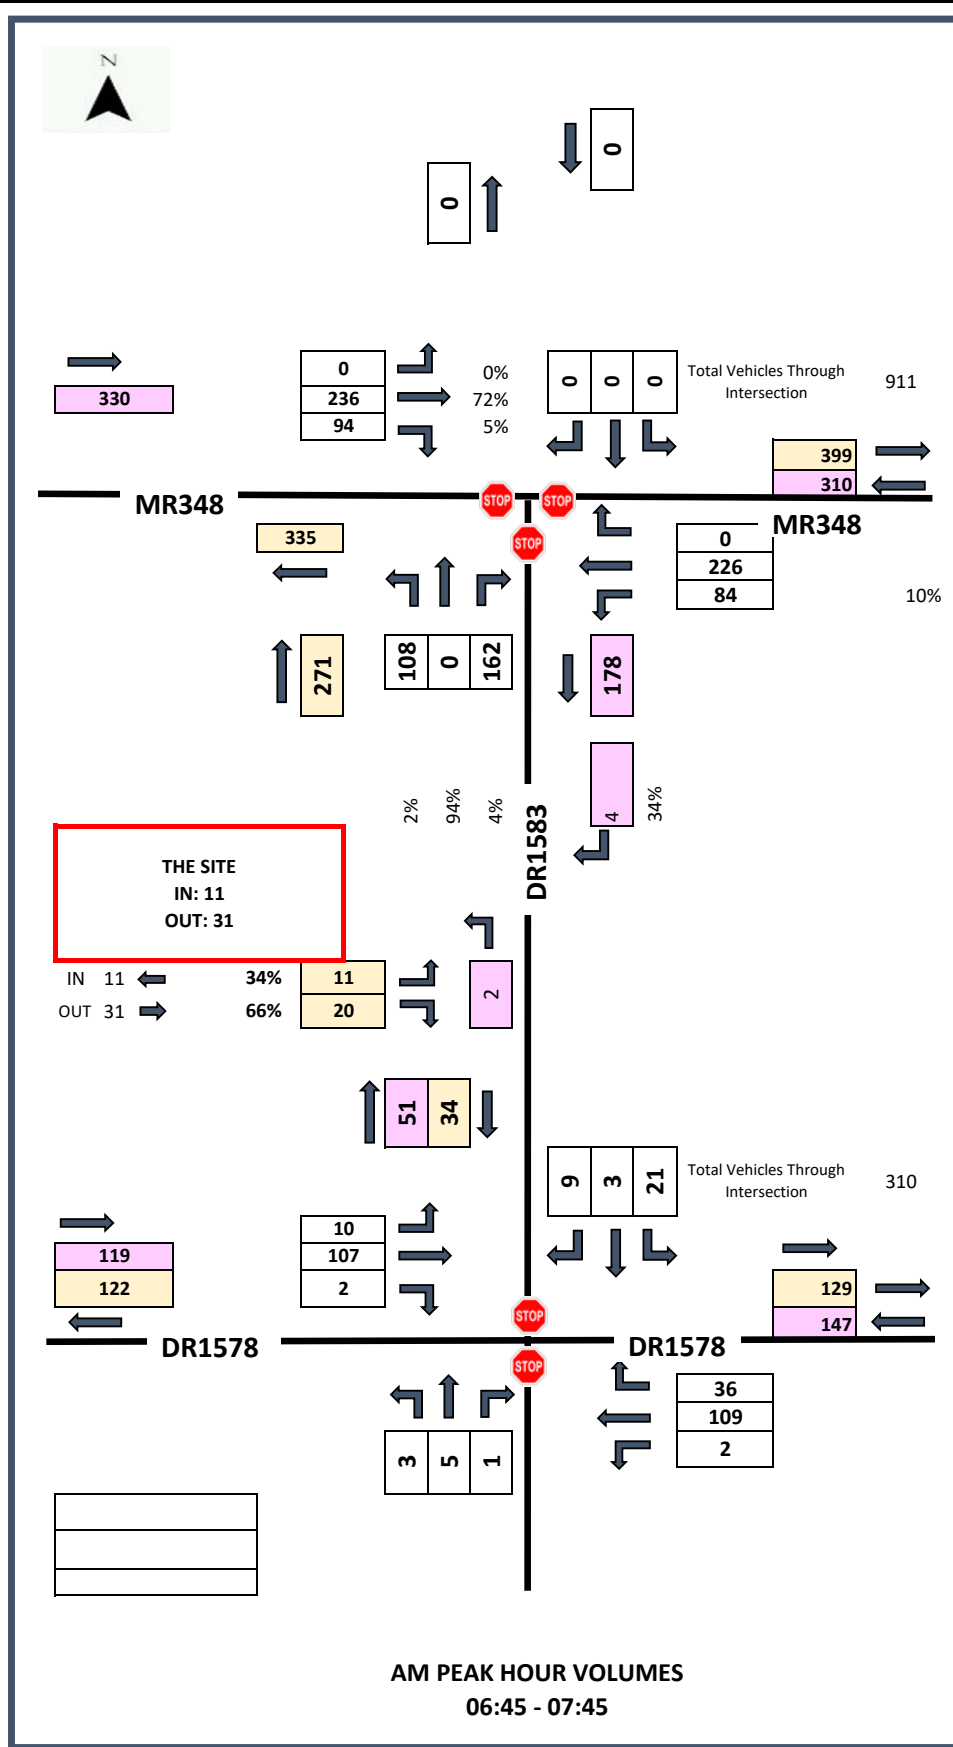 N
0
0
0
236
94
0%
72%
5%
0 0 0
Total Vehicles Through
Intersection
911
330
399
310
MR348
STOP STOP
STOP
MR348
335
0
226
84
10%
271
108 0 162
178
2% 94% 4%
DR1583
4
34%
THE SITE
IN: 11
OUT: 31
IN 11 34% 11
OUT 31 66% 20
2
51 34
9 3 21
Total Vehicles Through
Intersection
310
10
107
2
119
122
129
147
STOP
DR1578
DR1578
STOP
36
109
2
3 5 1
AM PEAK HOUR VOLUMES
06:45 - 07:45